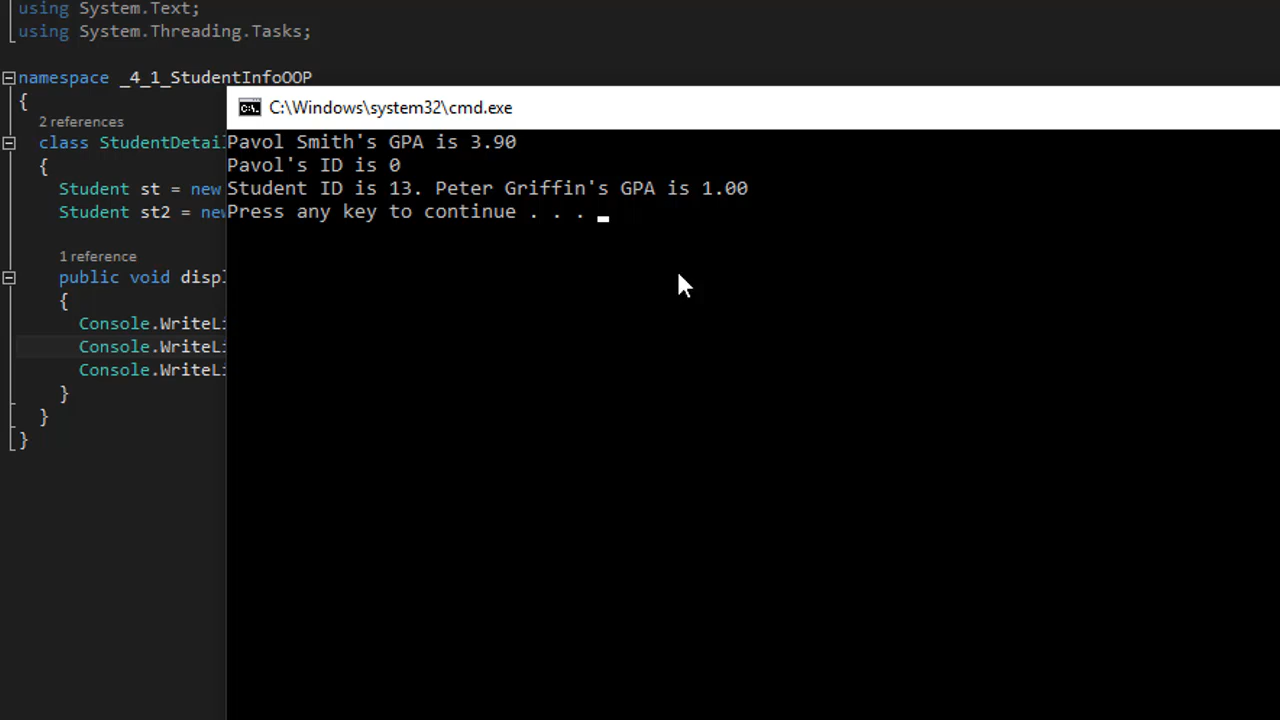 using System.Text;
using System.Threading.Tasks;
namespace _4_1_StudentInfoOOP
{
2 references
class StudentDetail
{
Student st = new
Student st2 = new
1 reference
public void displ
{
Console.WriteLi
Console.WriteLi
Console.WriteLi
}
}
}
C:\Windows\system32\cmd.exe
Pavol Smith's GPA is 3.90
Pavol's ID is 0
Student ID is 13. Peter Griffin's GPA is 1.00
Press any key to continue . . .